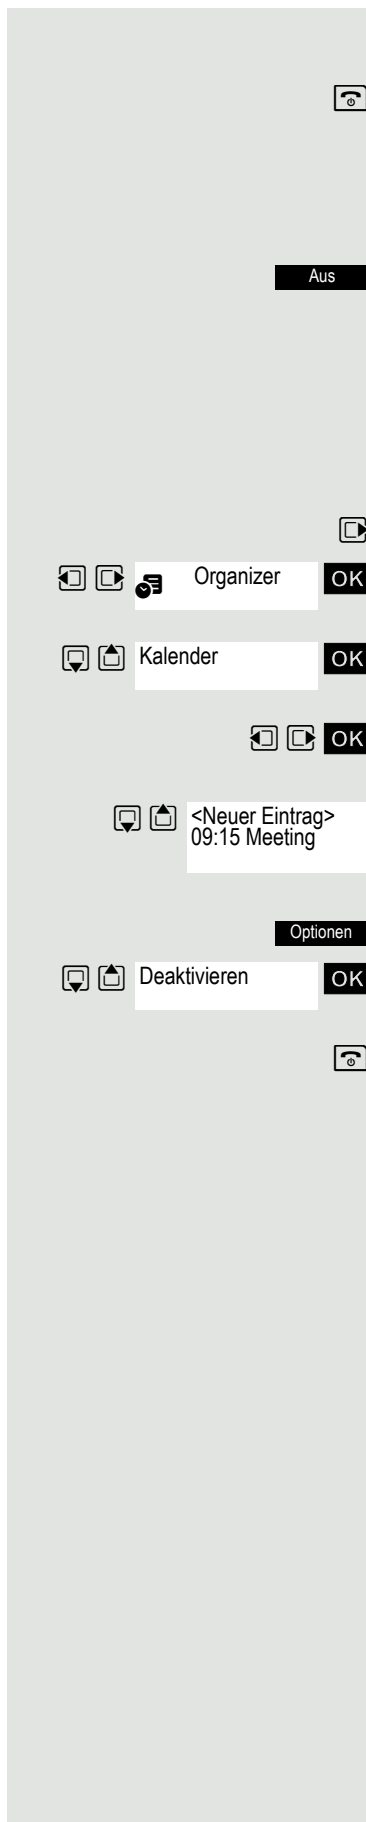 Aus
Organizer OK
Kalender OK
OK
<Neuer Eintrag>
09:15 Meeting
Optionen
Deaktivieren OK